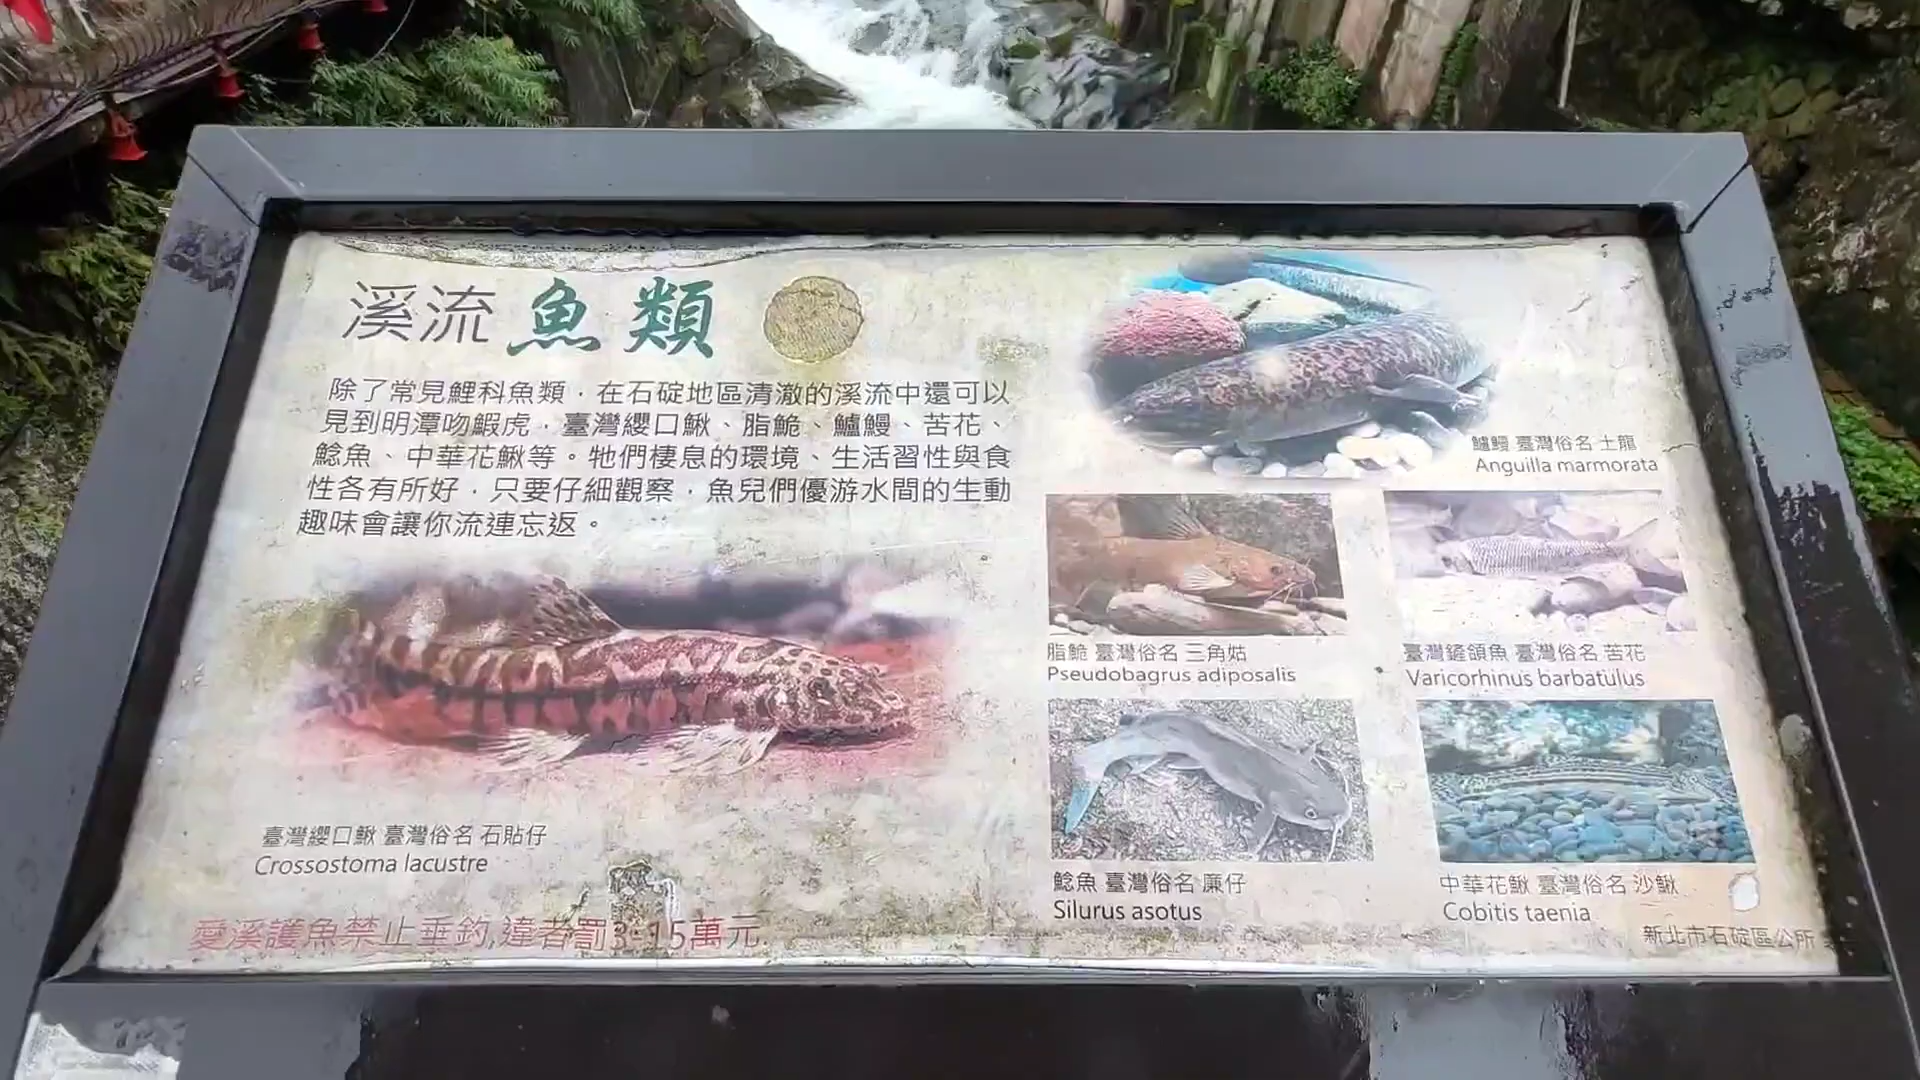 溪流魚類
除了常見鯉科魚類，在石碇地區清澈的溪流中還可以
見到明潭吻鰕虎，臺灣纓口鰍、脂鮠、鱸鰻、苦花、
鯰魚、中華花鰍等。牠們棲息的環境、生活習性與食
性各有所好，只要仔細觀察，魚兒們優游水間的生動
趣味會讓你流連忘返。
鱸鰻 臺灣俗名 土龍
Anguilla marmorata
脂鮠 臺灣俗名 三角姑
Pseudobagrus adiposalis
臺灣鏟頷魚 臺灣俗名 苦花
Varicorhinus barbatulus
臺灣纓口鰍 臺灣俗名 石貼仔
Crossostoma lacustre
鯰魚 臺灣俗名 廉仔
Silurus asotus
中華花鰍 臺灣俗名 沙鰍
Cobitis taenia
愛溪護魚禁止垂釣,違者罰3-15萬元
新北市石碇區公所